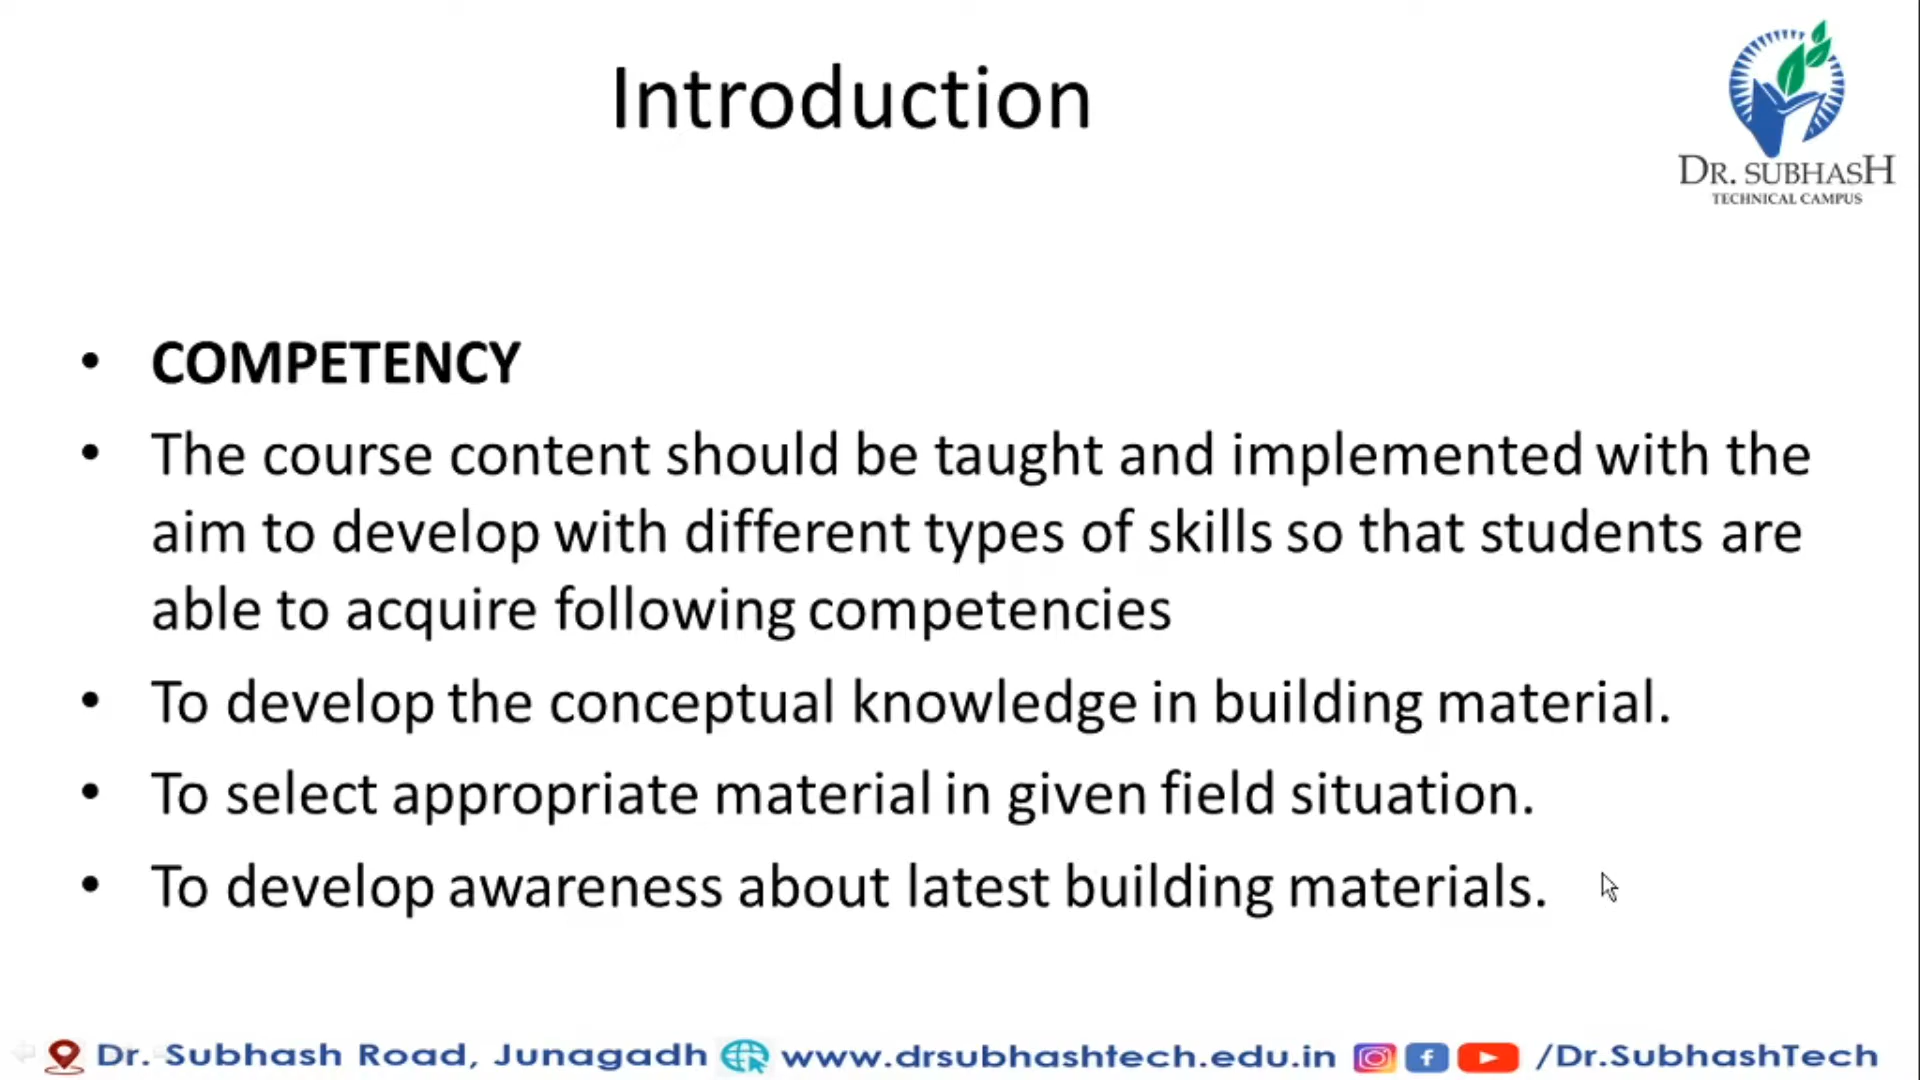 Introduction
DR. SUBHASH
TECHNICAL CAMPUS
• COMPETENCY
• The course content should be taught and implemented with the
aim to develop with different types of skills so that students are
able to acquire following competencies
• To develop the conceptual knowledge in building material.
• To select appropriate material in given field situation.
• To develop awareness about latest building materials.
Dr. Subhash Road, Junagadh www.drsubhashtech.edu.in /Dr.SubhashTech